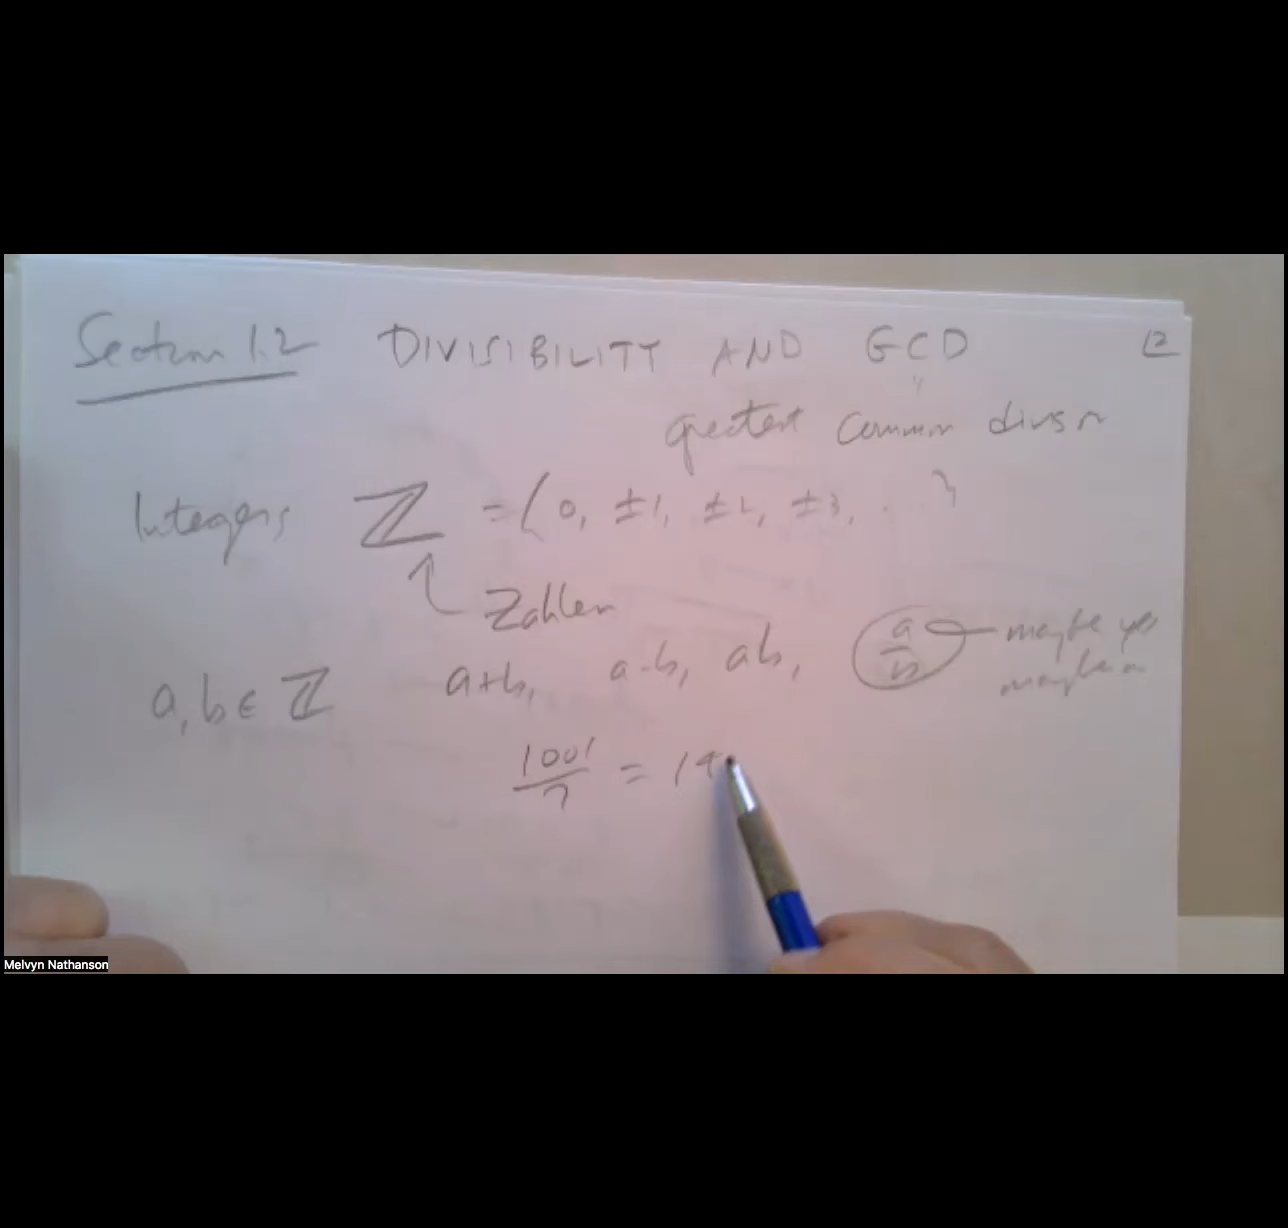 Section 1.2 DIVISIBILITY AND GCD 12
greatest common divisor
Integers ℤ = { 0, ±1, ±2, ±3, . . . }
Zahlen
a, b ∈ ℤ a+b, a-b, ab, a/b maybe yes
maybe no
1001/7 = 14
Melvyn Nathanson